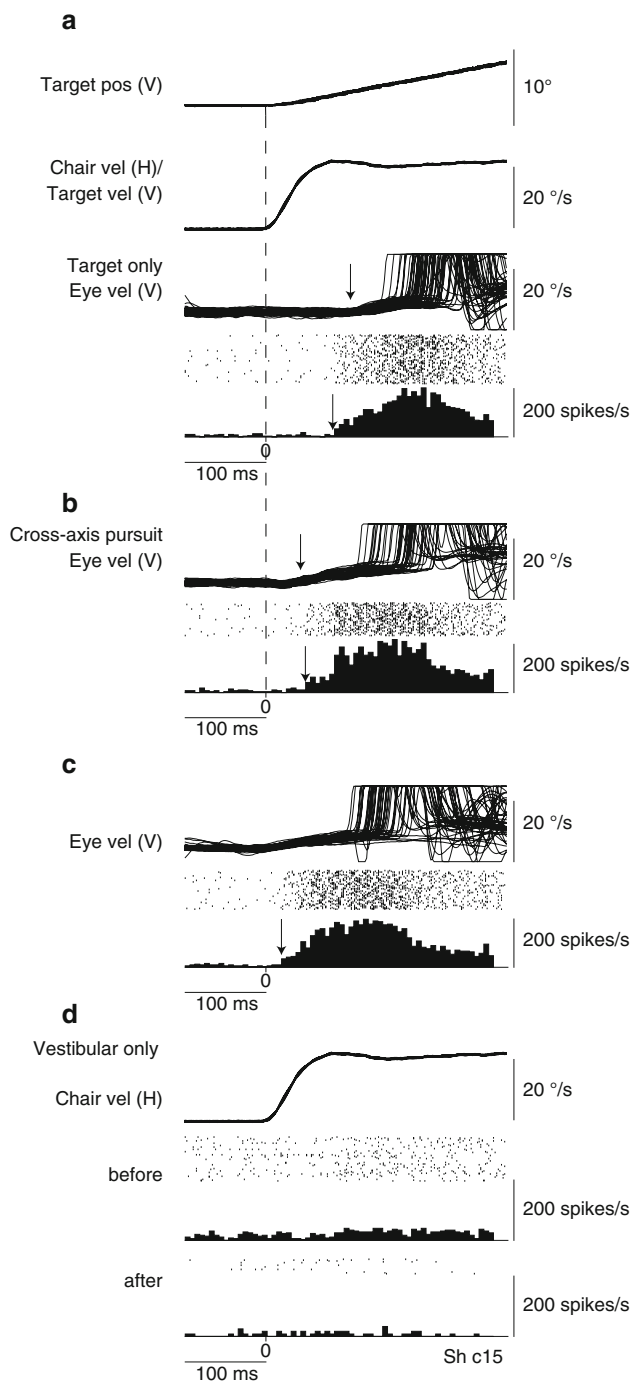 a
Target pos (V)
10°
Chair vel (H)/
Target vel (V)
20 °/s
Target only
Eye vel (V)
20 °/s
200 spikes/s
0
100 ms
b
Cross-axis pursuit
Eye vel (V)
20 °/s
200 spikes/s
0
100 ms
c
Eye vel (V)
20 °/s
200 spikes/s
0
100 ms
d
Vestibular only
Chair vel (H)
20 °/s
before
200 spikes/s
after
200 spikes/s
0
Sh c15
100 ms